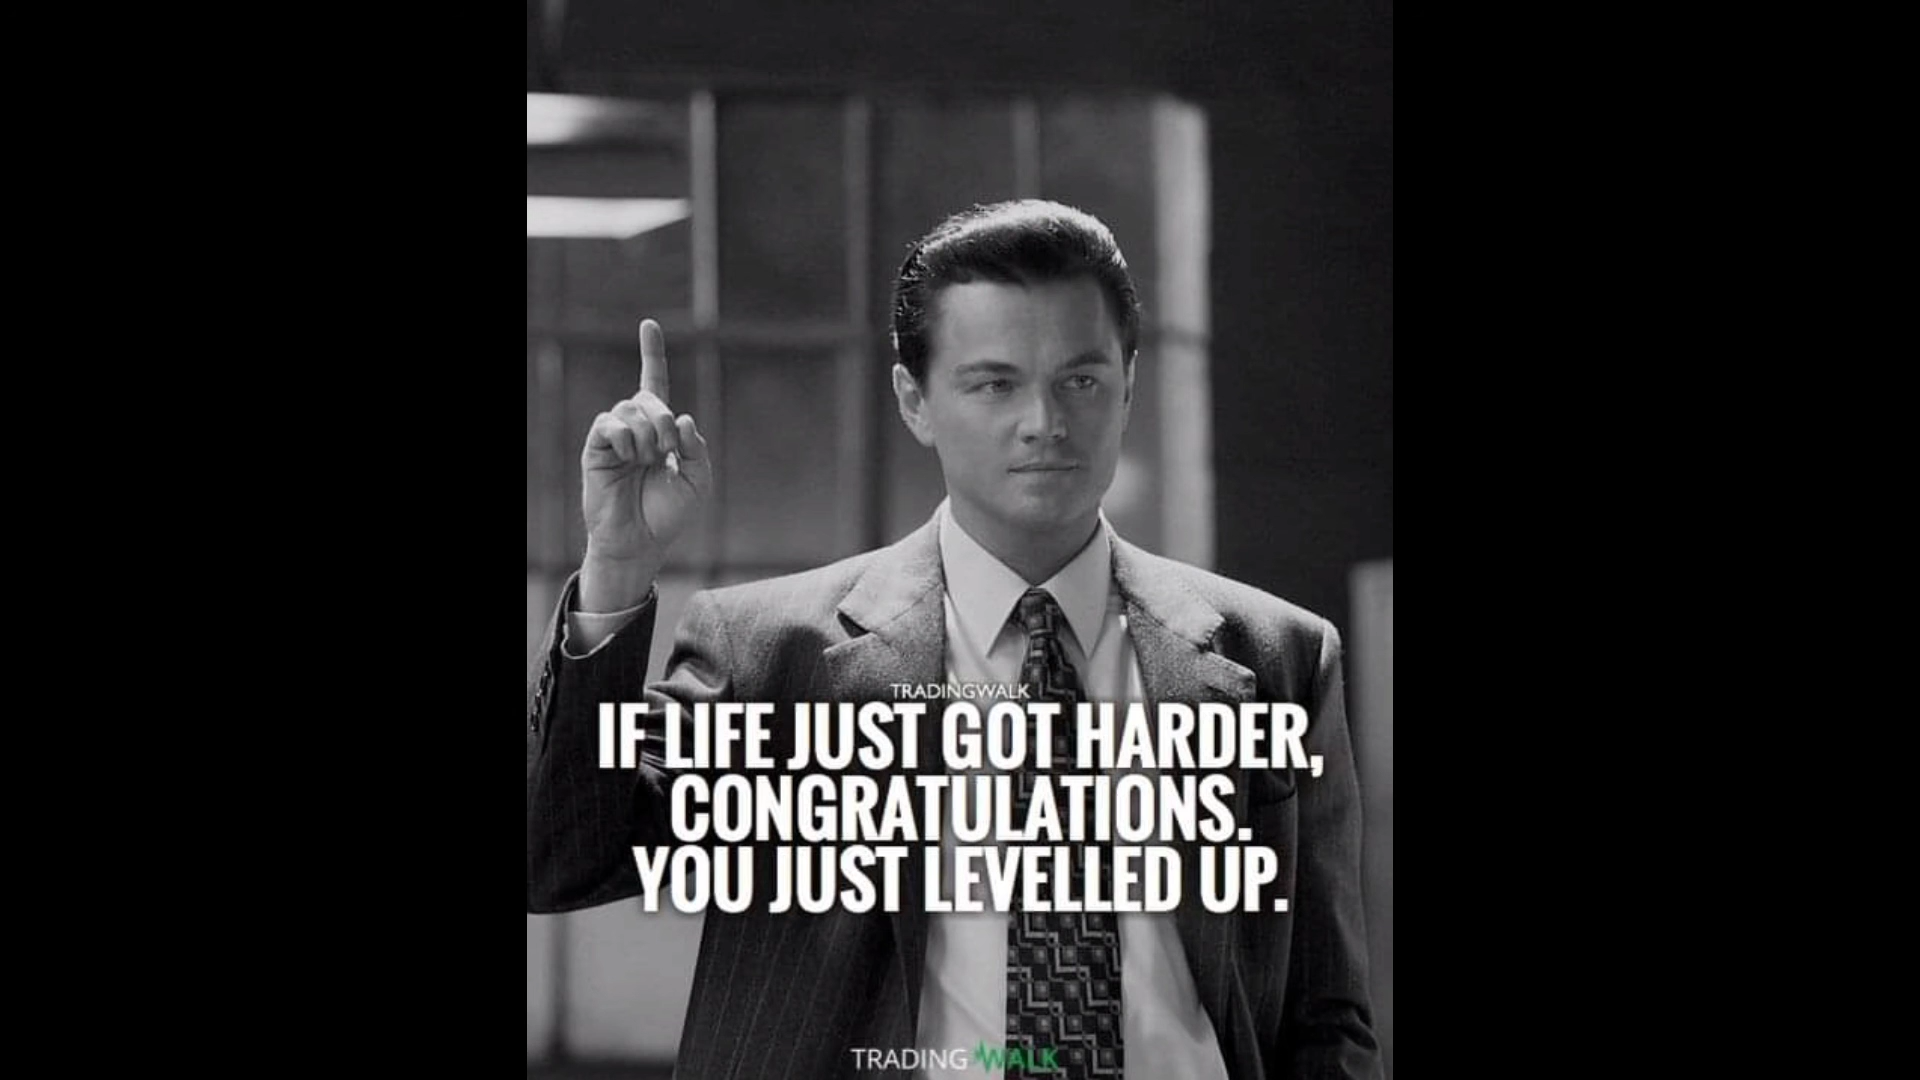 TRADINGWALK
IF LIFE JUST GOT HARDER,
CONGRATULATIONS.
YOU JUST LEVELLED UP.
TRADING WALK